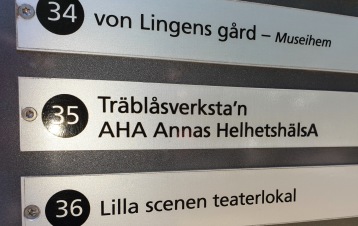 34 von Lingens gård – Museihem
35 Träblåsverksta'n
AHA Annas HelhetshälsA
36 Lilla scenen teaterlokal